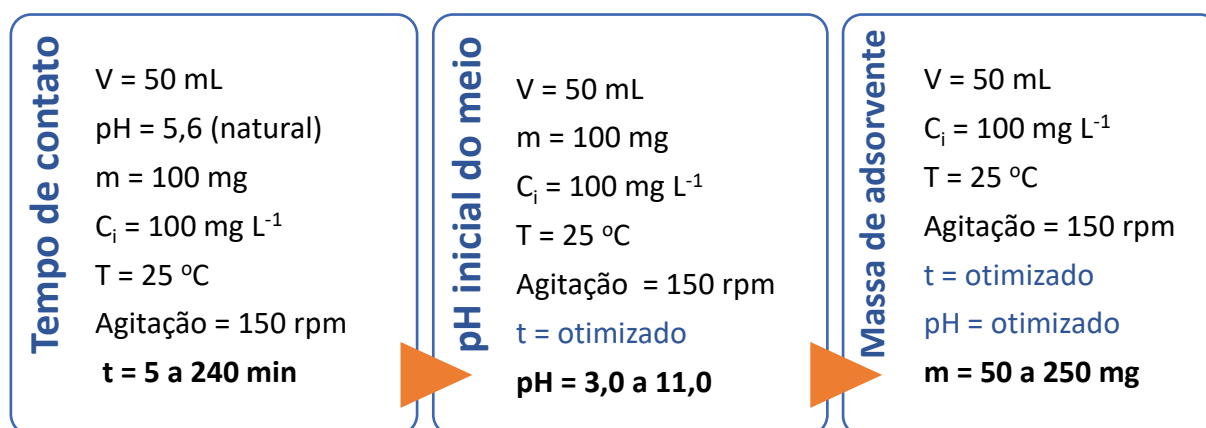 Tempo de contato
V = 50 mL
pH = 5,6 (natural)
m = 100 mg
Cᵢ = 100 mg L⁻¹
T = 25 ºC
Agitação = 150 rpm
t = 5 a 240 min
pH inicial do meio
V = 50 mL
m = 100 mg
Cᵢ = 100 mg L⁻¹
T = 25 ºC
Agitação = 150 rpm
t = otimizado
pH = 3,0 a 11,0
Massa de adsorvente
V = 50 mL
Cᵢ = 100 mg L⁻¹
T = 25 ºC
Agitação = 150 rpm
t = otimizado
pH = otimizado
m = 50 a 250 mg